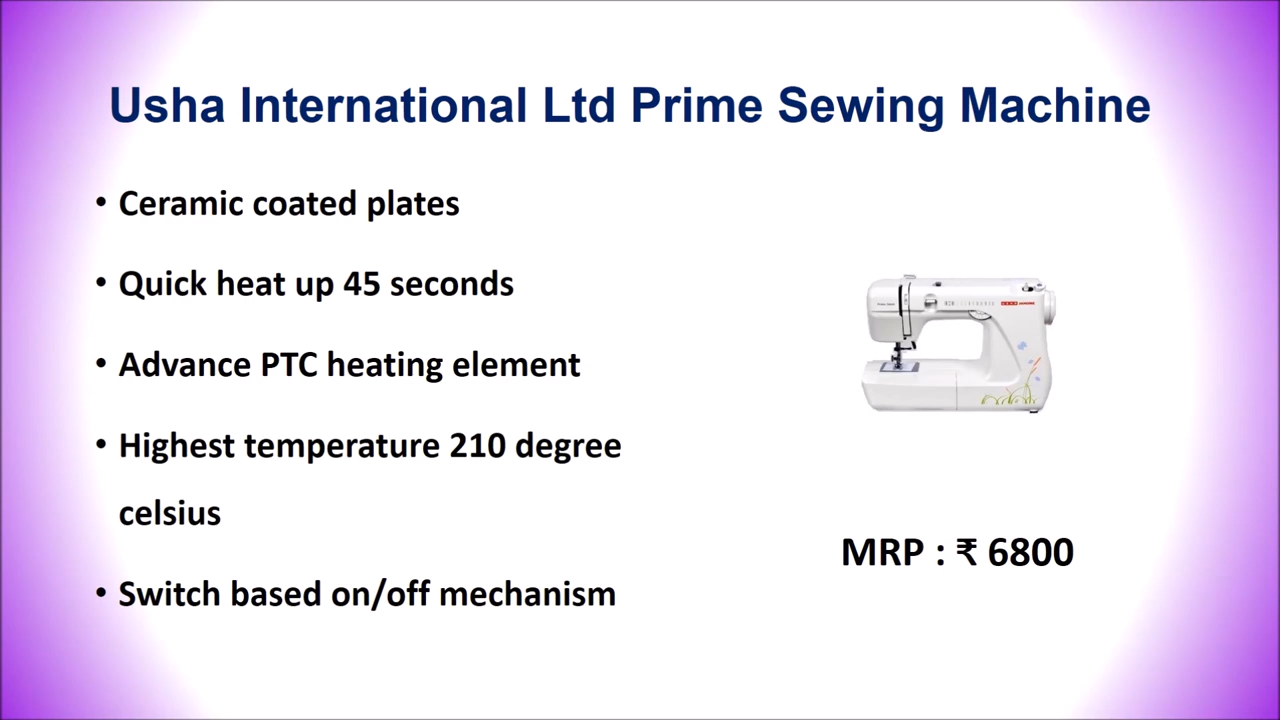 Usha International Ltd Prime Sewing Machine
• Ceramic coated plates
• Quick heat up 45 seconds
• Advance PTC heating element
• Highest temperature 210 degree
celsius
• Switch based on/off mechanism
MRP : ₹ 6800